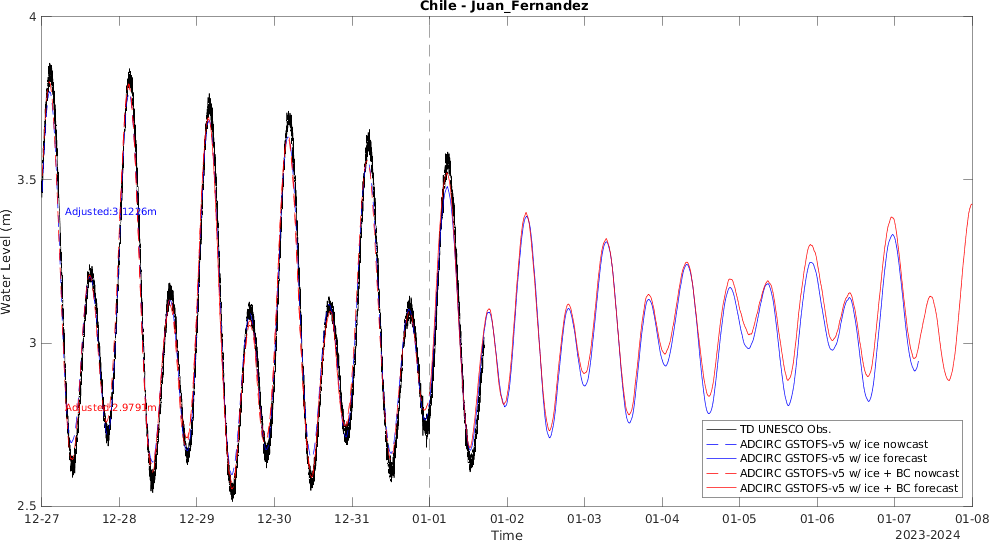 Chile - Juan_Fernandez
4
3.5
3
2.5
Water Level (m)
Adjusted:3.1226m
Adjusted:2.9791m
TD UNESCO Obs.
ADCIRC GSTOFS-v5 w/ ice nowcast
ADCIRC GSTOFS-v5 w/ ice forecast
ADCIRC GSTOFS-v5 w/ ice + BC nowcast
ADCIRC GSTOFS-v5 w/ ice + BC forecast
12-27 12-28 12-29 12-30 12-31 01-01 01-02 01-03 01-04 01-05 01-06 01-07 01-08
Time
2023-2024